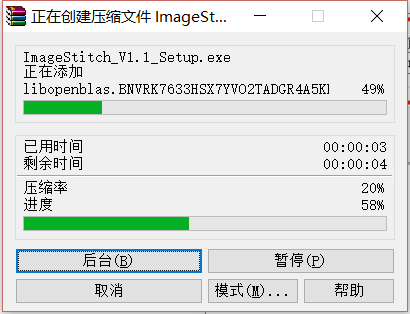 正在创建压缩文件 ImageSt...
ImageStitch_V1.1_Setup.exe
正在添加
libopenblas.BNVRK7633HSX7YVO2TADGR4A5KI 49%
已用时间 00:00:03
剩余时间 00:00:04
压缩率 20%
进度 58%
后台(B) 暂停(P)
取消 模式(M)... 帮助